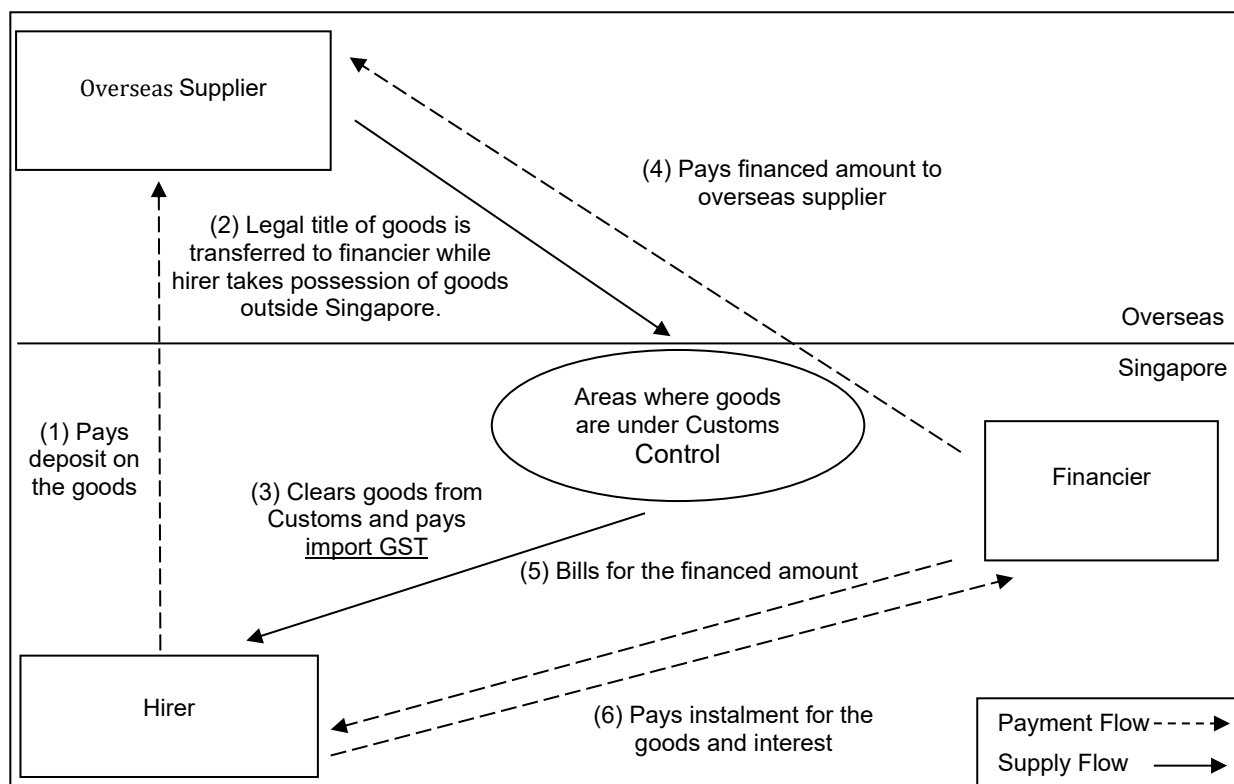 Overseas Supplier
(4) Pays financed amount to
overseas supplier
(2) Legal title of goods is
transferred to financier while
hirer takes possession of goods
outside Singapore.
Overseas
Singapore
Areas where goods
are under Customs
Control
(1) Pays
deposit on
the goods
Financier
(3) Clears goods from
Customs and pays
import GST
(5) Bills for the financed amount
Hirer
(6) Pays instalment for the
goods and interest
Payment Flow
Supply Flow